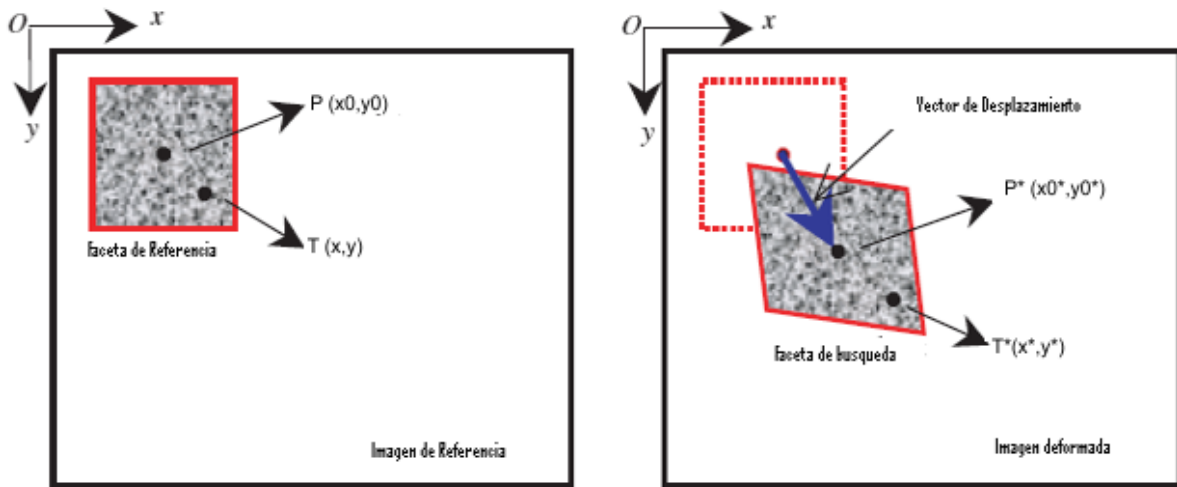 O x
y
P (x0,y0)
T (x,y)
Faceta de Referencia
Imagen de Referencia
O x
y
Vector de Desplazamiento
P* (x0*,y0*)
T*(x*,y*)
Faceta de busqueda
Imagen deformada